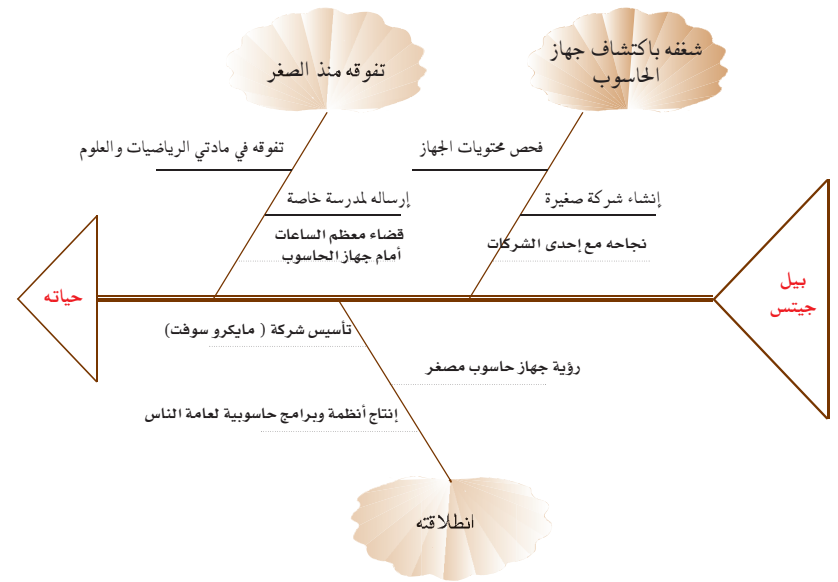 شغفه باكتشاف جهاز
الحاسوب
تفوقه منذ الصغر
فحص محتويات الجهاز
تفوقه في مادتي الرياضيات والعلوم
إنشاء شركة صغيرة
إرساله لمدرسة خاصة
نجاحه مع إحدى الشركات
قضاء معظم الساعات
أمام جهاز الحاسوب
بيل
جيتس
حياته
تأسيس شركة ( مايكرو سوفت)
رؤية جهاز حاسوب مصغر
إنتاج أنظمة وبرامج حاسوبية لعامة الناس
انطلاقته